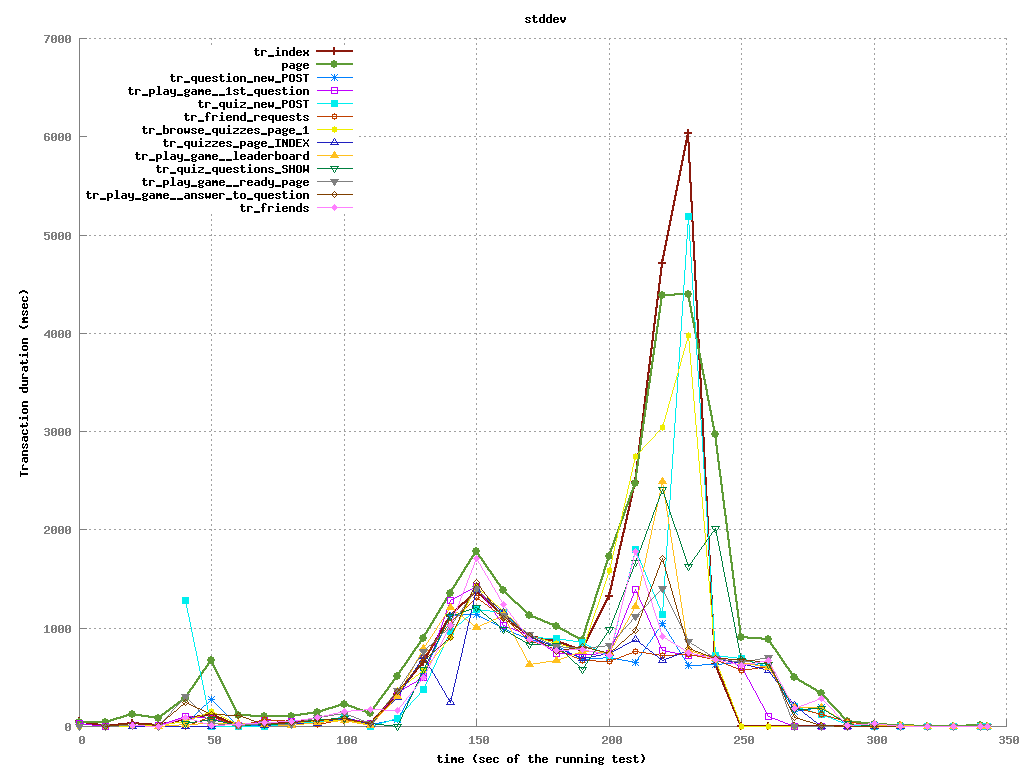 stddev
7000
6000
5000
4000
3000
2000
1000
0
Transaction duration (msec)
tr_index
page
tr_question_new_POST
tr_play_game__1st_question
tr_quiz_new_POST
tr_friend_requests
tr_browse_quizzes_page_1
tr_quizzes_page_INDEX
tr_play_game__leaderboard
tr_quiz_questions_SHOW
tr_play_game__ready_page
tr_play_game__answer_to_question
tr_friends
0 50 100 150 200 250 300 350
time (sec of the running test)